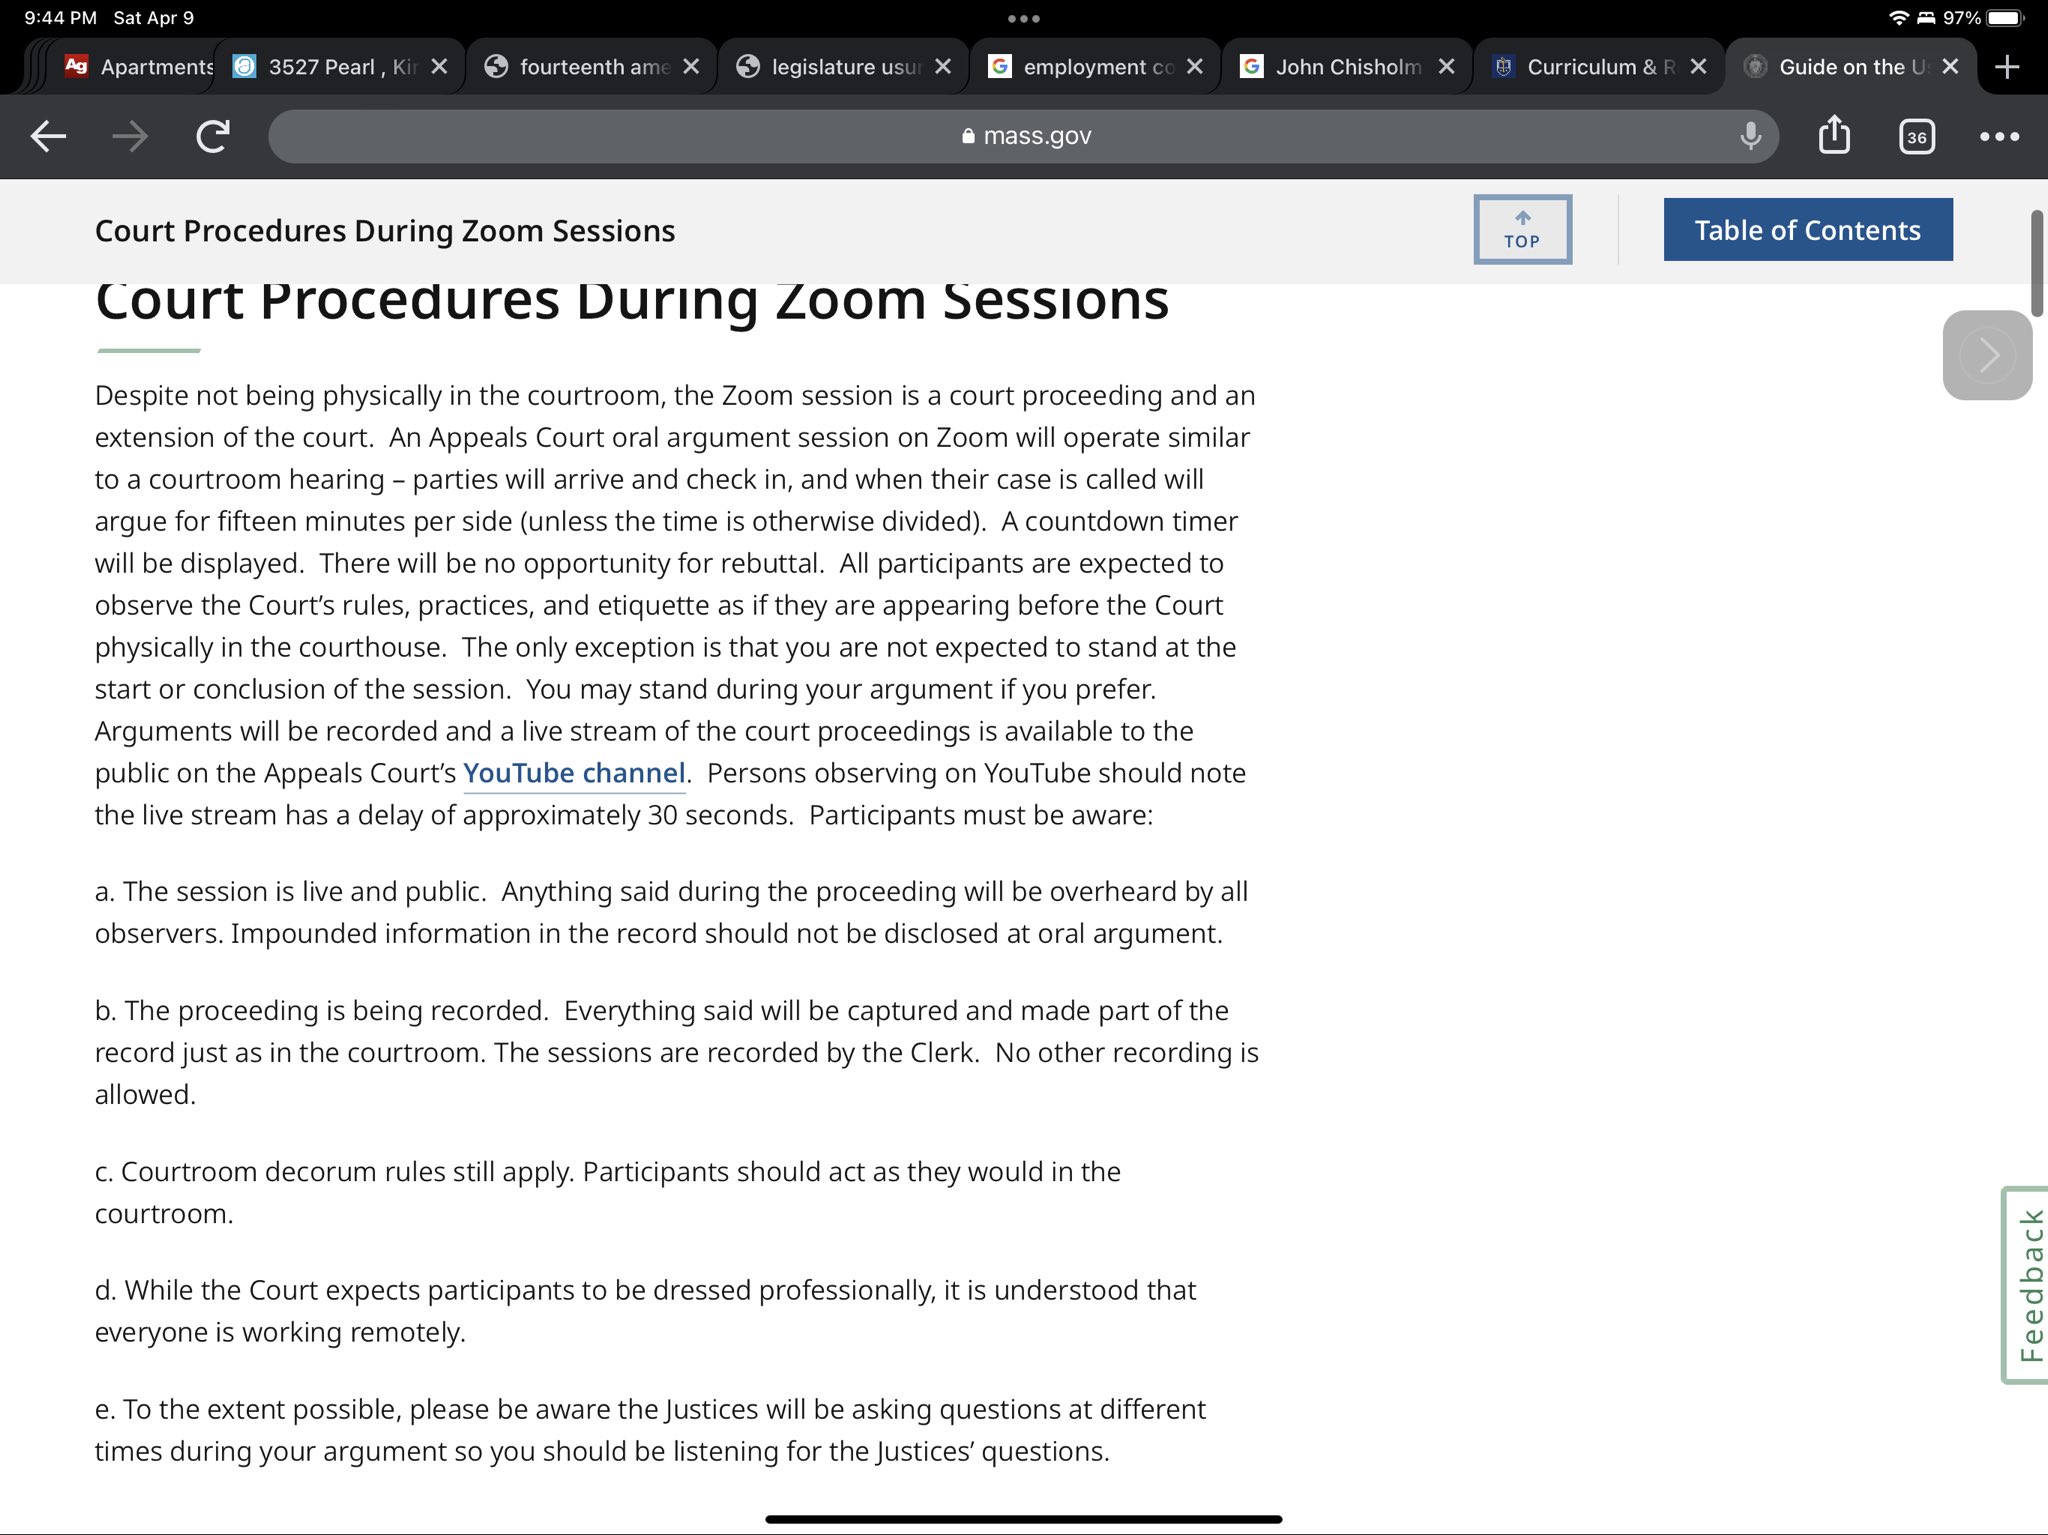 9:44 PM Sat Apr 9
97%
Apartments
3527 Pearl , Kir
fourteenth ame
legislature usur
employment co
John Chisholm
Curriculum & R
Guide on the U
mass.gov
36
Court Procedures During Zoom Sessions
TOP
Table of Contents
Court Procedures During Zoom Sessions
Despite not being physically in the courtroom, the Zoom session is a court proceeding and an
extension of the court.  An Appeals Court oral argument session on Zoom will operate similar
to a courtroom hearing – parties will arrive and check in, and when their case is called will
argue for fifteen minutes per side (unless the time is otherwise divided).  A countdown timer
will be displayed.  There will be no opportunity for rebuttal.  All participants are expected to
observe the Court’s rules, practices, and etiquette as if they are appearing before the Court
physically in the courthouse.  The only exception is that you are not expected to stand at the
start or conclusion of the session.  You may stand during your argument if you prefer.
Arguments will be recorded and a live stream of the court proceedings is available to the
public on the Appeals Court’s YouTube channel.  Persons observing on YouTube should note
the live stream has a delay of approximately 30 seconds.  Participants must be aware:
a. The session is live and public.  Anything said during the proceeding will be overheard by all
observers. Impounded information in the record should not be disclosed at oral argument.
b. The proceeding is being recorded.  Everything said will be captured and made part of the
record just as in the courtroom. The sessions are recorded by the Clerk.  No other recording is
allowed.
c. Courtroom decorum rules still apply. Participants should act as they would in the
courtroom.
d. While the Court expects participants to be dressed professionally, it is understood that
everyone is working remotely.
e. To the extent possible, please be aware the Justices will be asking questions at different
times during your argument so you should be listening for the Justices’ questions.
Feedback